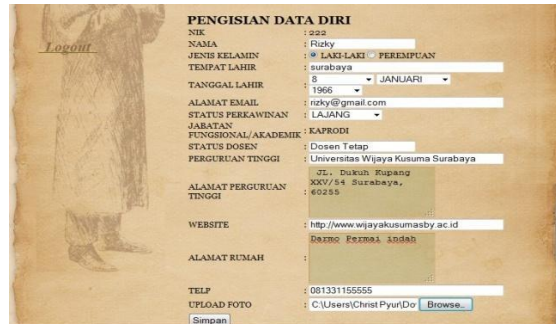 PENGISIAN DATA DIRI
Logout
NIK : 222
NAMA : Rizky
JENIS KELAMIN : LAKI-LAKI PEREMPUAN
TEMPAT LAHIR : surabaya
TANGGAL LAHIR : 8 JANUARI
1966
ALAMAT EMAIL : rizky@gmail.com
STATUS PERKAWINAN : LAJANG
JABATAN
FUNGSIONAL/AKADEMIK : KAPRODI
STATUS DOSEN : Dosen Tetap
PERGURUAN TINGGI : Universitas Wijaya Kusuma Surabaya
ALAMAT PERGURUAN
TINGGI :
JL. Dukuh Kupang
XXV/54 Surabaya,
60255
WEBSITE : http://www.wijayakusumasby.ac.id
ALAMAT RUMAH : Darmo Permai indah
TELP : 081331155555
UPLOAD FOTO : C:\Users\Christ Pyur\Do Browse..
Simpan